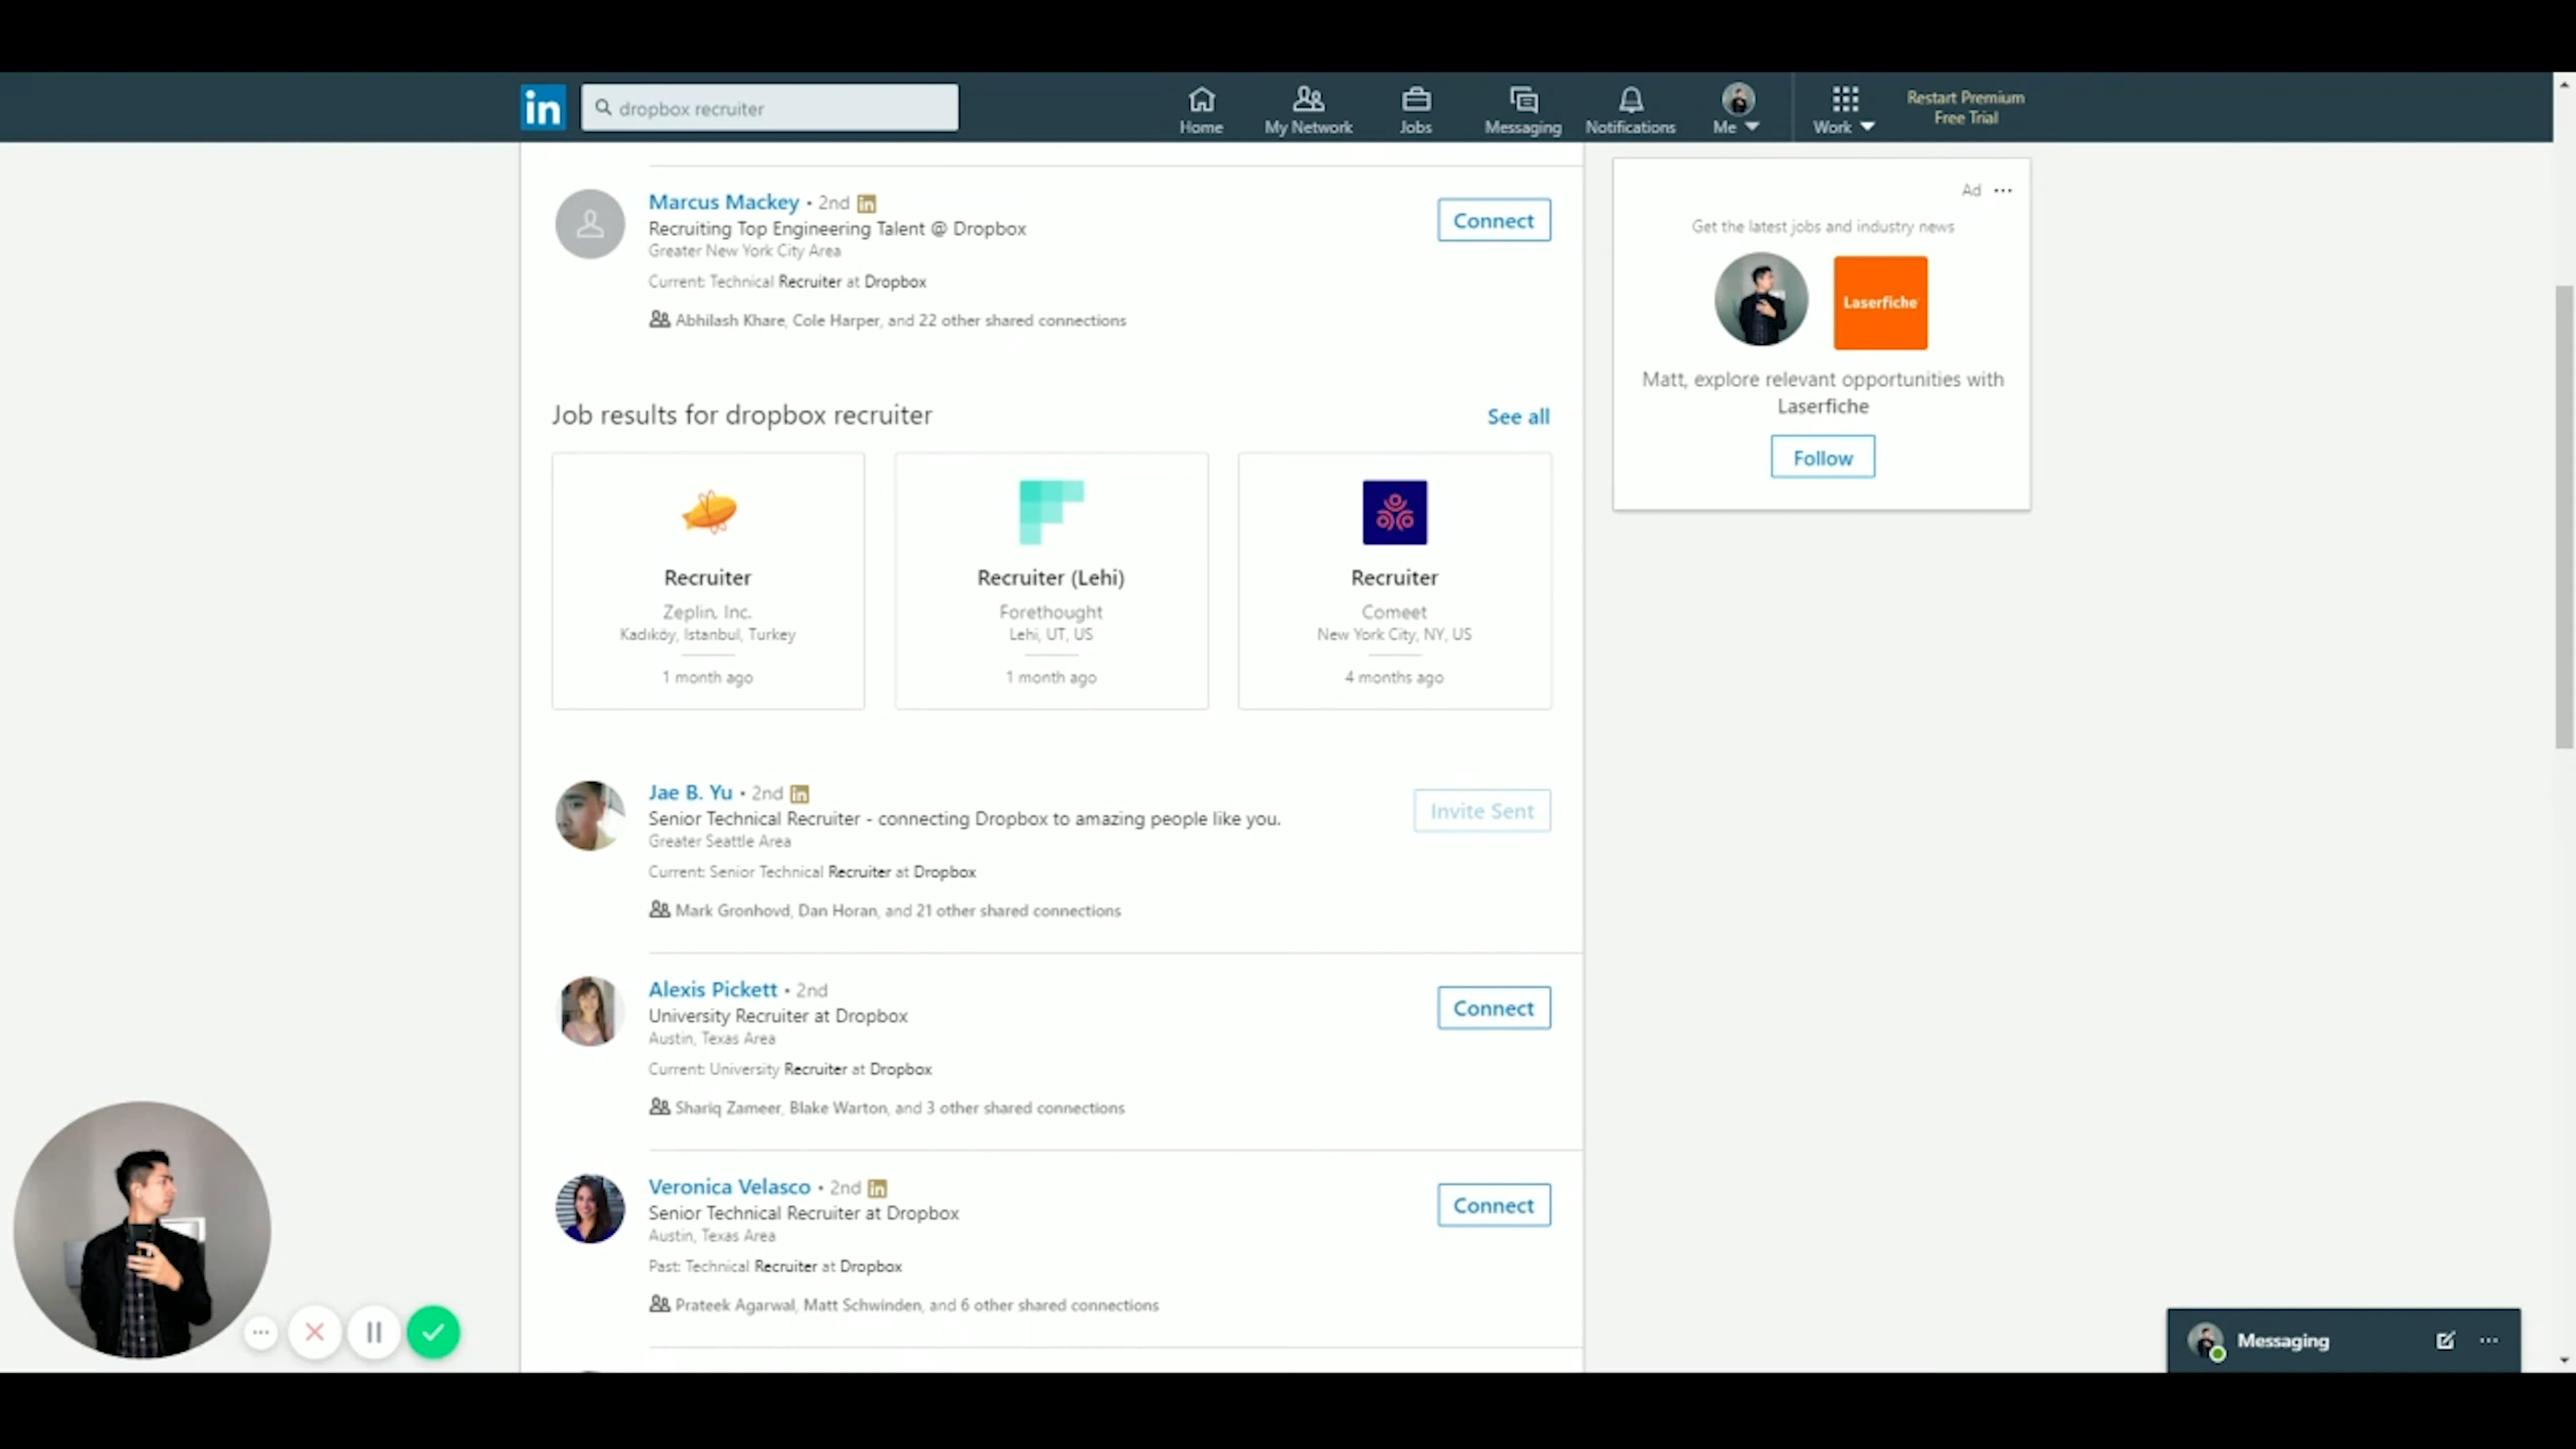 in
dropbox recruiter
Home
My Network
Jobs
Messaging
Notifications
Me
Work
Restart Premium
Free Trial
Marcus Mackey • 2nd in
Recruiting Top Engineering Talent @ Dropbox
Greater New York City Area
Current: Technical Recruiter at Dropbox
Abhilash Khare, Cole Harper, and 22 other shared connections
Connect
Job results for dropbox recruiter
See all
Recruiter
Zeplin, Inc.
Kadıköy, Istanbul, Turkey
1 month ago
Recruiter (Lehi)
Forethought
Lehi, UT, US
1 month ago
Recruiter
Comeet
New York City, NY, US
4 months ago
Jae B. Yu • 2nd in
Senior Technical Recruiter - connecting Dropbox to amazing people like you.
Greater Seattle Area
Current: Senior Technical Recruiter at Dropbox
Mark Gronhovd, Dan Horan, and 21 other shared connections
Invite Sent
Alexis Pickett • 2nd
University Recruiter at Dropbox
Austin, Texas Area
Current: University Recruiter at Dropbox
Shariq Zameer, Blake Warton, and 3 other shared connections
Connect
Veronica Velasco • 2nd in
Senior Technical Recruiter at Dropbox
Austin, Texas Area
Past: Technical Recruiter at Dropbox
Prateek Agarwal, Matt Schwinden, and 6 other shared connections
Connect
Ad ···
Get the latest jobs and industry news
Laserfiche
Matt, explore relevant opportunities with
Laserfiche
Follow
Messaging